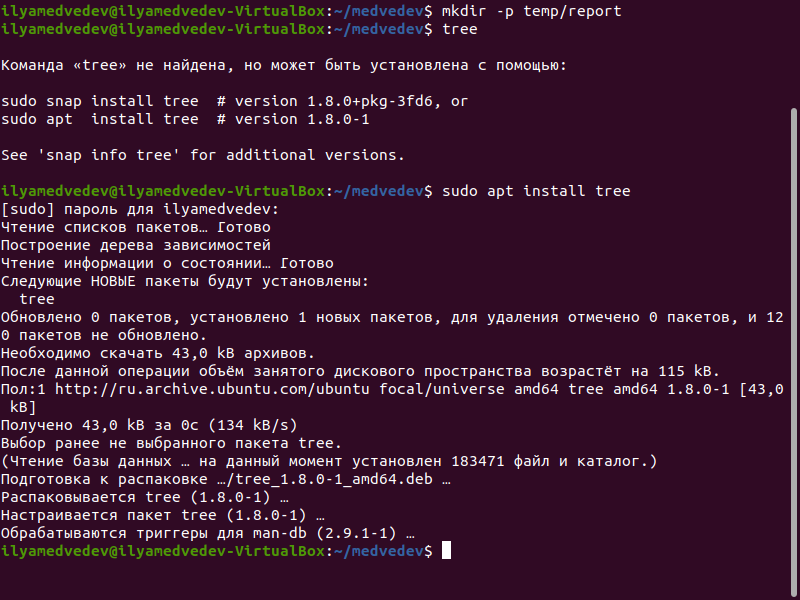 ilyamedvedev@ilyamedvedev-VirtualBox:~/medvedev$ mkdir -p temp/report
ilyamedvedev@ilyamedvedev-VirtualBox:~/medvedev$ tree

Команда «tree» не найдена, но может быть установлена с помощью:

sudo snap install tree  # version 1.8.0+pkg-3fd6, or
sudo apt  install tree  # version 1.8.0-1

See 'snap info tree' for additional versions.

ilyamedvedev@ilyamedvedev-VirtualBox:~/medvedev$ sudo apt install tree
[sudo] пароль для ilyamedvedev:
Чтение списков пакетов… Готово
Построение дерева зависимостей
Чтение информации о состоянии… Готово
Следующие НОВЫЕ пакеты будут установлены:
  tree
Обновлено 0 пакетов, установлено 1 новых пакетов, для удаления отмечено 0 пакетов, и 12
0 пакетов не обновлено.
Необходимо скачать 43,0 kB архивов.
После данной операции объём занятого дискового пространства возрастёт на 115 kB.
Пол:1 http://ru.archive.ubuntu.com/ubuntu focal/universe amd64 tree amd64 1.8.0-1 [43,0
 kB]
Получено 43,0 kB за 0с (134 kB/s)
Выбор ранее не выбранного пакета tree.
(Чтение базы данных … на данный момент установлен 183471 файл и каталог.)
Подготовка к распаковке …/tree_1.8.0-1_amd64.deb …
Распаковывается tree (1.8.0-1) …
Настраивается пакет tree (1.8.0-1) …
Обрабатываются триггеры для man-db (2.9.1-1) …
ilyamedvedev@ilyamedvedev-VirtualBox:~/medvedev$